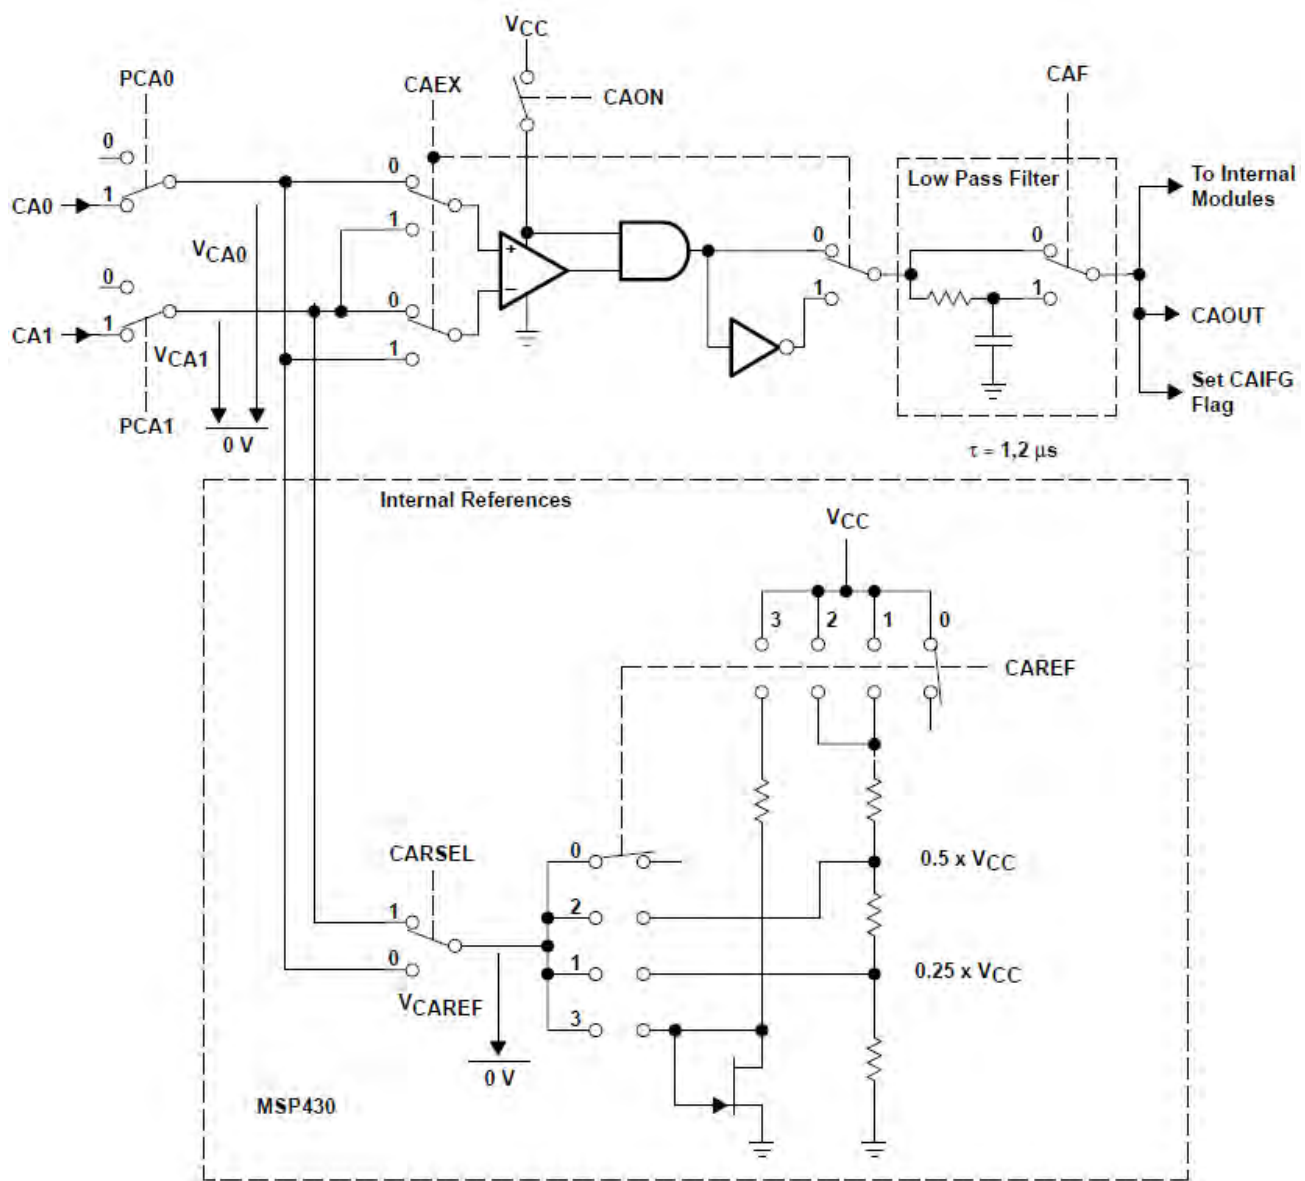 VCC
PCA0
CAEX
CAF
CAON
0
0
Low Pass Filter
To Internal
Modules
CA0
1
1
VCA0
+
0
0
0
0
−
1
1
CA1
1
CAOUT
VCA1
1
Set CAIFG
Flag
PCA1
0 V
τ = 1,2 μs
Internal References
VCC
3
2
1
0
CAREF
CARSEL
0
0.5 x VCC
1
2
0
1
0.25 x VCC
VCAREF
3
0 V
MSP430